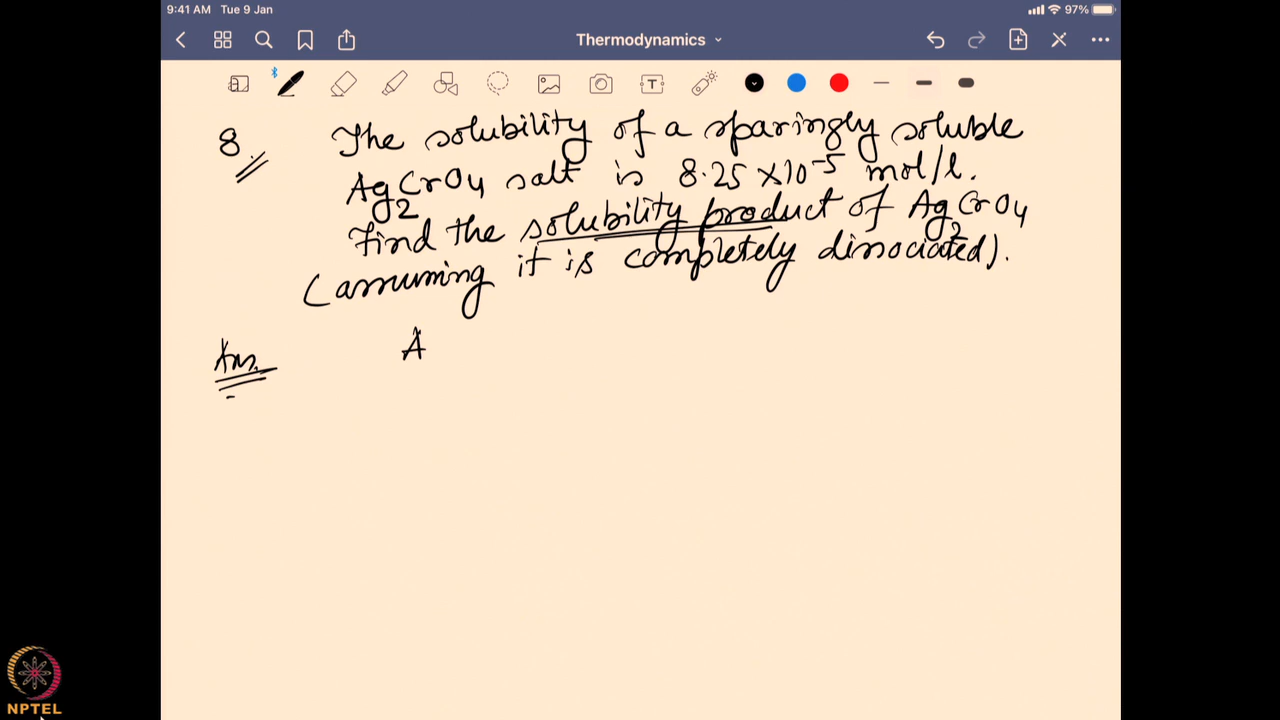 9:41 AM Tue 9 Jan
97%
Thermodynamics
8.
The solubility of a sparingly soluble
Ag2CrO4 salt is 8.25 ×10⁻⁵ mol/l.
Find the solubility product of Ag2CrO4
(assuming it is completely dissociated).
Ans.
A
NPTEL